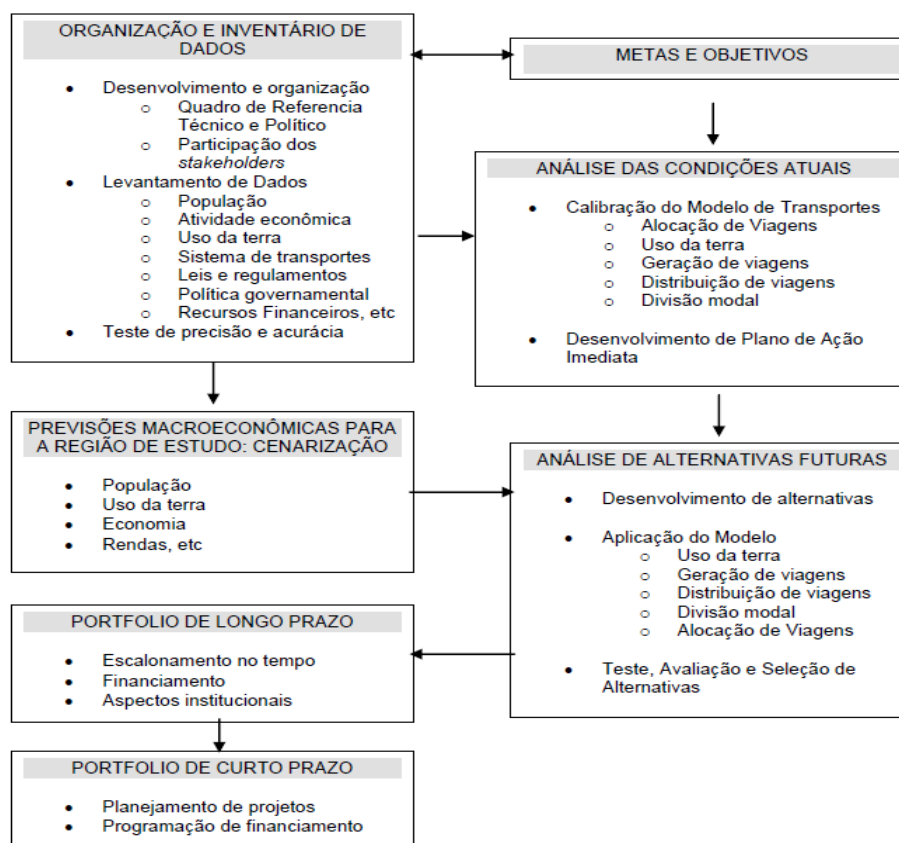 ORGANIZAÇÃO E INVENTÁRIO DE
DADOS
• Desenvolvimento e organização
o Quadro de Referencia
Técnico e Político
o Participação dos
stakeholders
• Levantamento de Dados
o População
o Atividade econômica
o Uso da terra
o Sistema de transportes
o Leis e regulamentos
o Política governamental
o Recursos Financeiros, etc
• Teste de precisão e acurácia
METAS E OBJETIVOS
ANÁLISE DAS CONDIÇÕES ATUAIS
• Calibração do Modelo de Transportes
o Alocação de Viagens
o Uso da terra
o Geração de viagens
o Distribuição de viagens
o Divisão modal
• Desenvolvimento de Plano de Ação
Imediata
PREVISÕES MACROECONÔMICAS PARA
A REGIÃO DE ESTUDO: CENARIZAÇÃO
• População
• Uso da terra
• Economia
• Rendas, etc
ANÁLISE DE ALTERNATIVAS FUTURAS
• Desenvolvimento de alternativas
• Aplicação do Modelo
o Uso da terra
o Geração de viagens
o Distribuição de viagens
o Divisão modal
o Alocação de Viagens
• Teste, Avaliação e Seleção de
Alternativas
PORTFOLIO DE LONGO PRAZO
• Escalonamento no tempo
• Financiamento
• Aspectos institucionais
PORTFOLIO DE CURTO PRAZO
• Planejamento de projetos
• Programação de financiamento